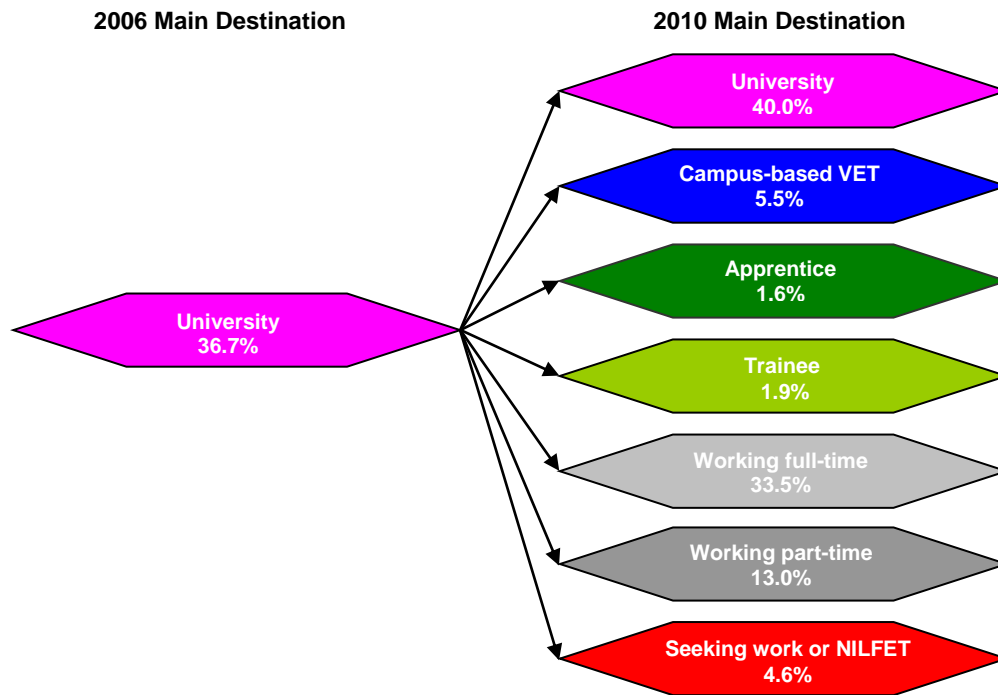 2006 Main Destination
2010 Main Destination
University
36.7%
University
40.0%
Campus-based VET
5.5%
Apprentice
1.6%
Trainee
1.9%
Working full-time
33.5%
Working part-time
13.0%
Seeking work or NILFET
4.6%